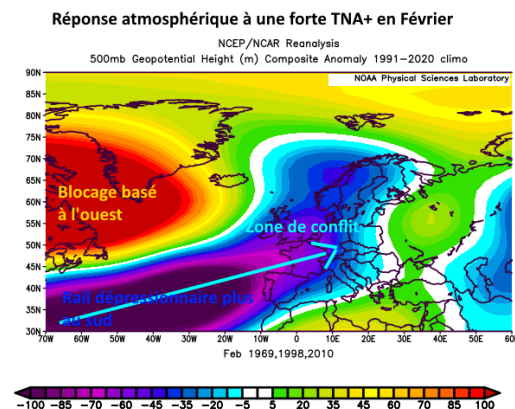 Réponse atmosphérique à une forte TNA+ en Février
NCEP/NCAR Reanalysis
500mb Geopotential Height (m) Composite Anomaly 1991-2020 climo
NOAA Physical Sciences Laboratory
90N
85N
80N
75N
70N
65N
60N
55N
50N
45N
40N
35N
30N
Blocage basé
à l'ouest
Zone de conflit
Rail dépressionnaire plus
au sud
70W 60W 50W 40W 30W 20W 10W 0 10E 20E 30E 40E 50E 60E
Feb 1969,1998,2010
-100 -85 -70 -60 -45 -35 -20 -5 5 20 35 45 60 70 85 100